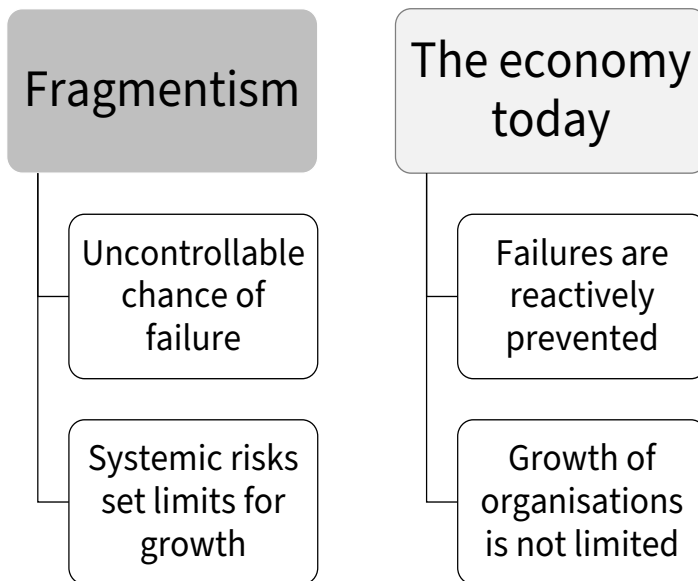 Fragmentism
Uncontrollable
chance of
failure
Systemic risks
set limits for
growth
The economy
today
Failures are
reactively
prevented
Growth of
organisations
is not limited